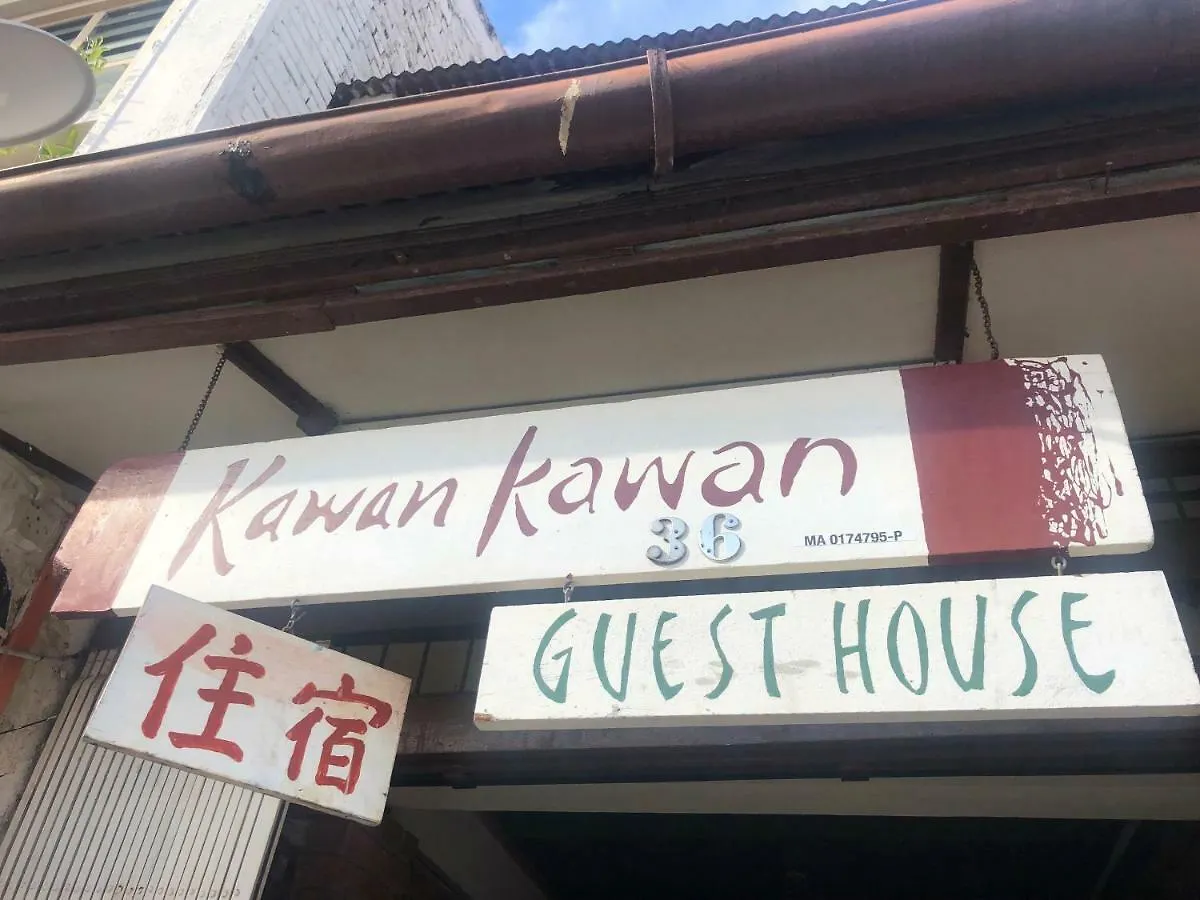 Kawan Kawan
36
MA 0174795-P
GUEST HOUSE
住宿